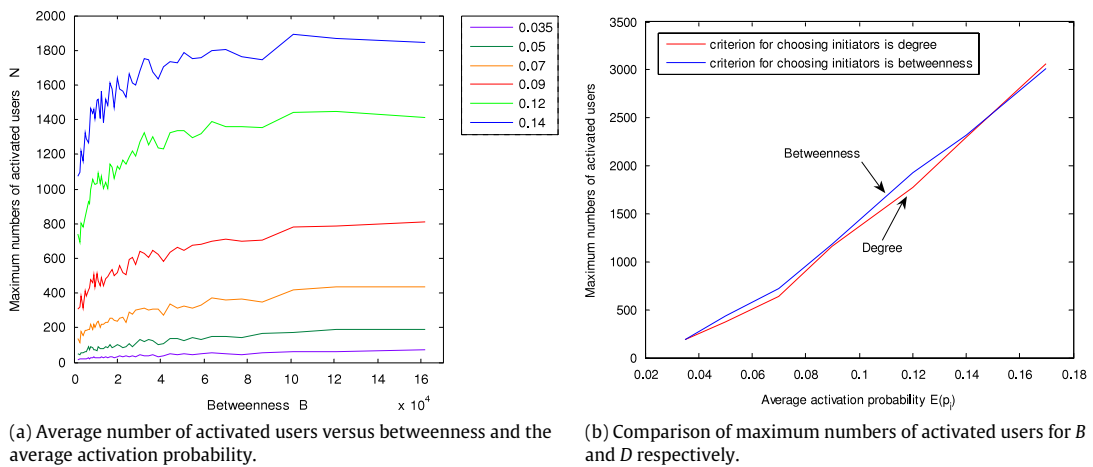 2000
1800
1600
1400
1200
1000
800
600
400
200
0
Maximum numbers of activated users N
0 2 4 6 8 10 12 14 16
Betweenness B
x 10^4
0.035
0.05
0.07
0.09
0.12
0.14
(a) Average number of activated users versus betweenness and the
average activation probability.
3500
3000
2500
2000
1500
1000
500
0
Maximum numbers of activated users
criterion for choosing initiators is degree
criterion for choosing initiators is betweenness
Betweenness
Degree
0.02 0.04 0.06 0.08 0.1 0.12 0.14 0.16 0.18
Average activation probability E(p_i)
(b) Comparison of maximum numbers of activated users for B
and D respectively.